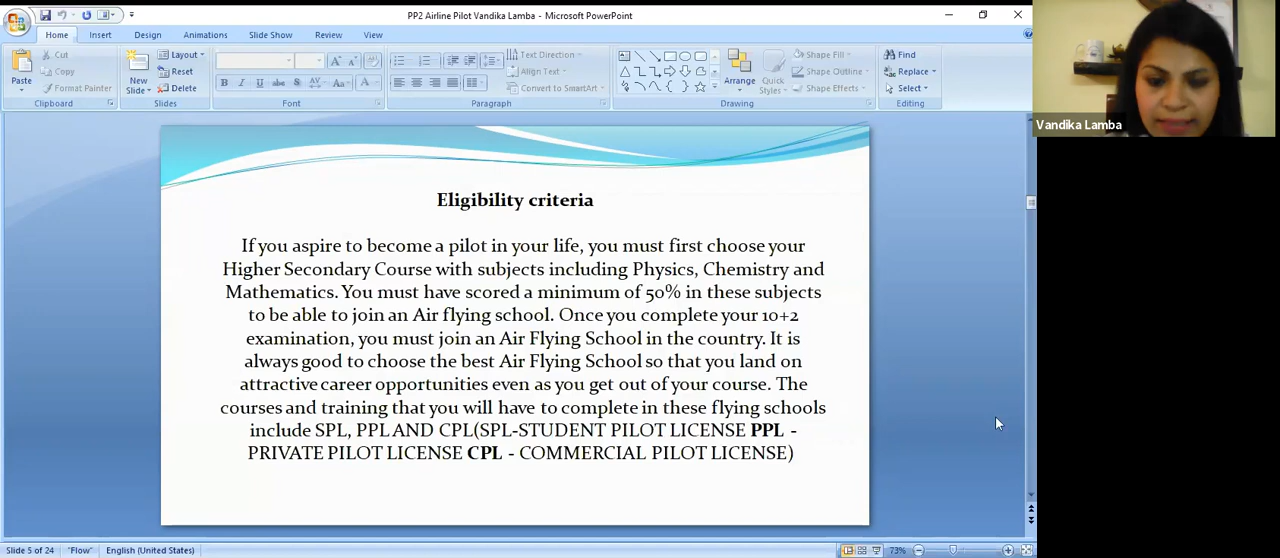 PP2 Airline Pilot Vandika Lamba - Microsoft PowerPoint
Home Insert Design Animations Slide Show Review View
Cut
Copy
Format Painter
Paste
Clipboard
New Slide
Layout
Reset
Delete
Slides
B I U abc S AV Aa A
Font
Text Direction
Align Text
Convert to SmartArt
Paragraph
Arrange
Quick Styles
Shape Fill
Shape Outline
Shape Effects
Drawing
Find
Replace
Select
Editing
Vandika Lamba
Eligibility criteria
If you aspire to become a pilot in your life, you must first choose your
Higher Secondary Course with subjects including Physics, Chemistry and
Mathematics. You must have scored a minimum of 50% in these subjects
to be able to join an Air flying school. Once you complete your 10+2
examination, you must join an Air Flying School in the country. It is
always good to choose the best Air Flying School so that you land on
attractive career opportunities even as you get out of your course. The
courses and training that you will have to complete in these flying schools
include SPL, PPL AND CPL(SPL-STUDENT PILOT LICENSE PPL -
PRIVATE PILOT LICENSE CPL - COMMERCIAL PILOT LICENSE)
Slide 5 of 24 "Flow" English (United States) 73%